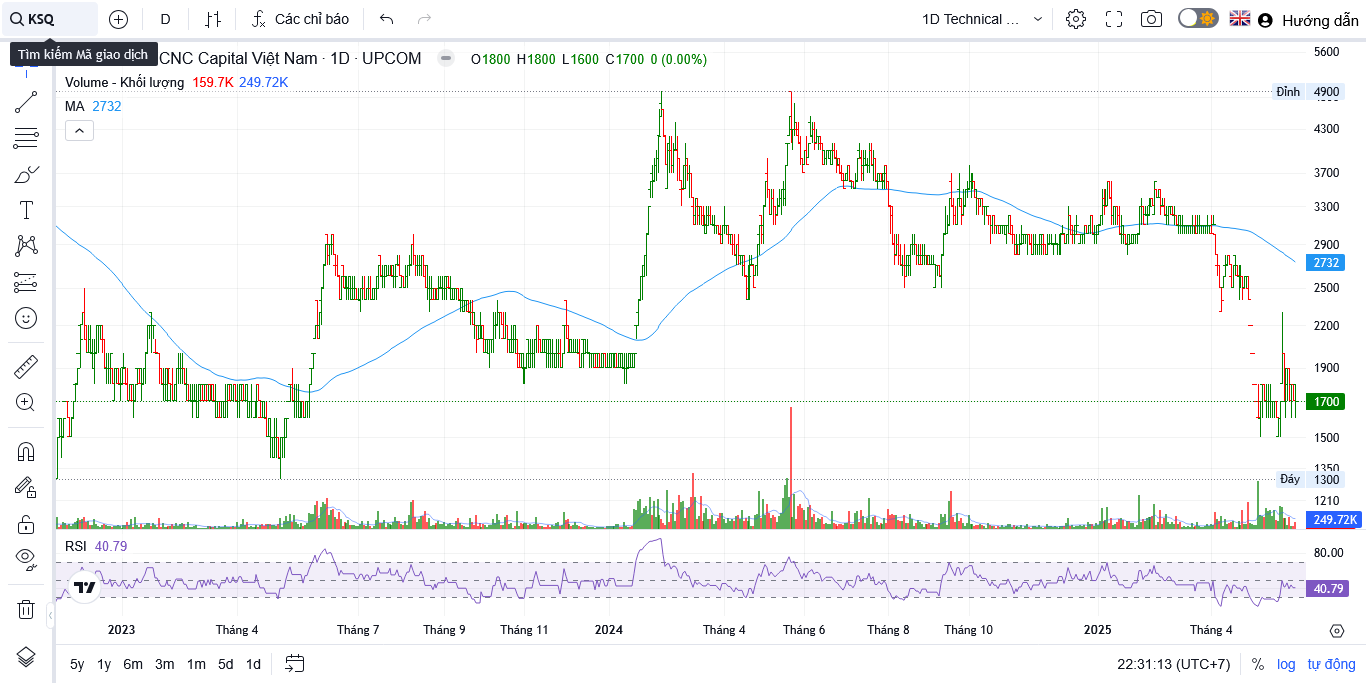 KSQ D Các chỉ báo 1D Technical ... Hướng dẫn
Tìm kiếm Mã giao dịch
CNC Capital Việt Nam · 1D · UPCOM O1800 H1800 L1600 C1700 0 (0.00%)
Volume - Khối lượng 159.7K 249.72K
MA 2732
5600
Đỉnh 4900
4300
3700
3300
2900
2732
2500
2200
1900
1700
1500
1350
Đáy 1300
1210
249.72K
RSI 40.79
80.00
40.79
2023 Tháng 4 Tháng 7 Tháng 9 Tháng 11 2024 Tháng 4 Tháng 6 Tháng 8 Tháng 10 2025 Tháng 4
5y 1y 6m 3m 1m 5d 1d 22:31:13 (UTC+7) % log tự động